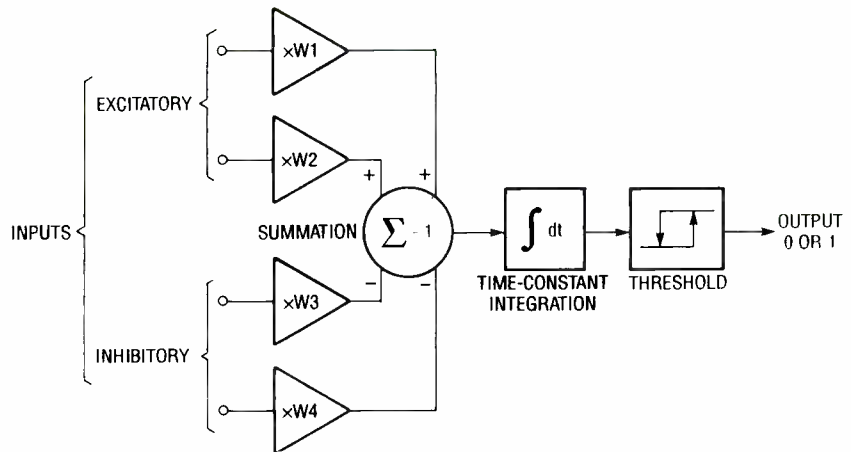 ×W1
EXCITATORY
×W2
+
+
INPUTS
SUMMATION
∑ - 1
∫ dt
OUTPUT
0 OR 1
TIME-CONSTANT
INTEGRATION
THRESHOLD
−
−
×W3
INHIBITORY
×W4